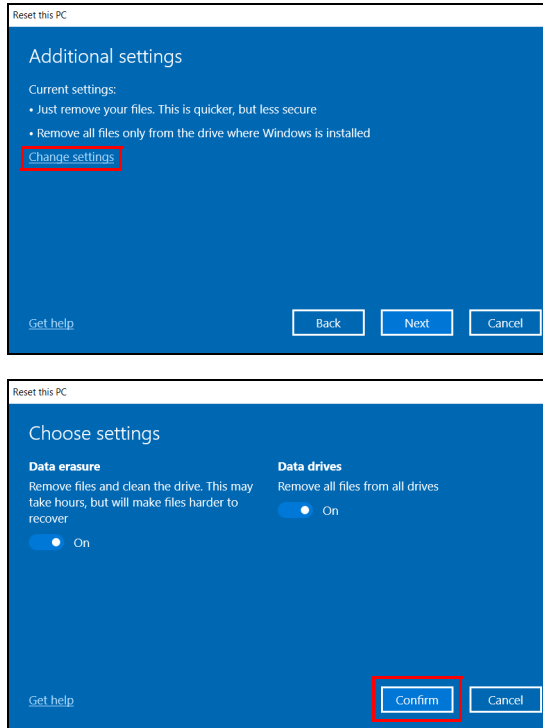 Reset this PC
Additional settings
Current settings:
• Just remove your files. This is quicker, but less secure
• Remove all files only from the drive where Windows is installed
Change settings
Get help
Back
Next
Cancel
Reset this PC
Choose settings
Data erasure
Remove files and clean the drive. This may
take hours, but will make files harder to
recover
On
Data drives
Remove all files from all drives
On
Get help
Confirm
Cancel